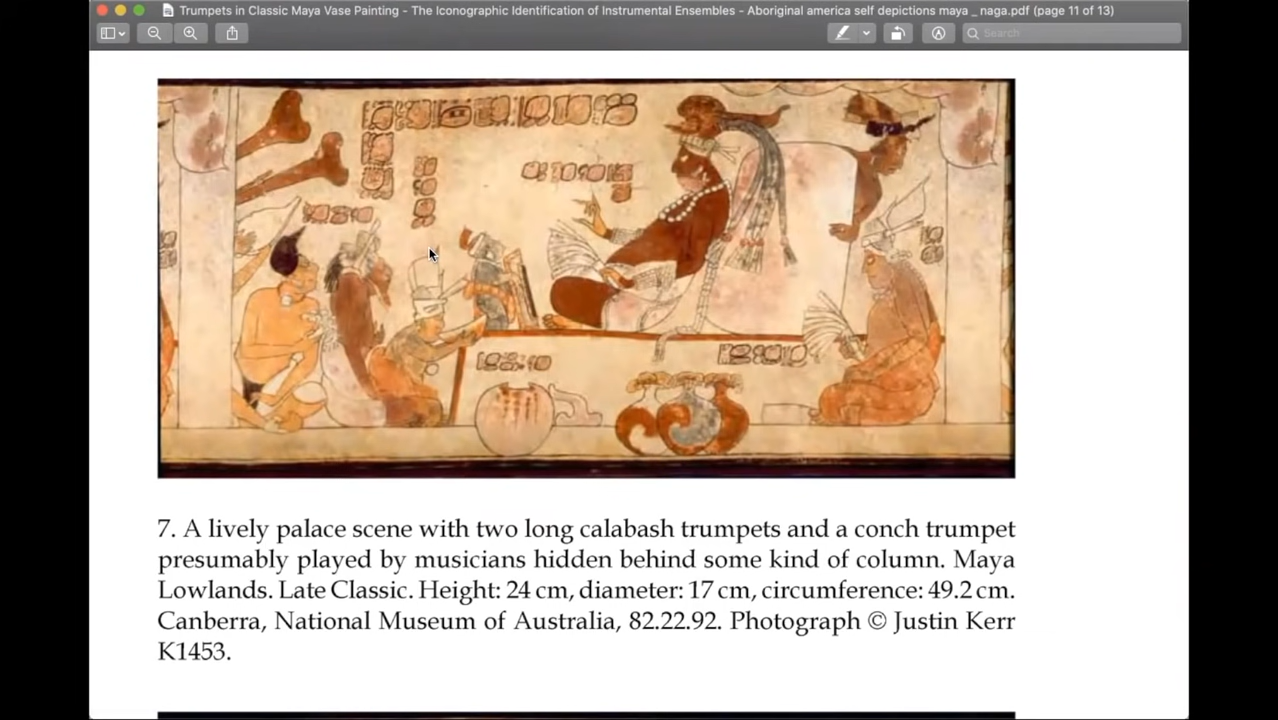 Trumpets in Classic Maya Vase Painting - The Iconographic Identification of Instrumental Ensembles - Aboriginal america self depictions maya _ naga.pdf (page 11 of 13)
Search
7. A lively palace scene with two long calabash trumpets and a conch trumpet
presumably played by musicians hidden behind some kind of column. Maya
Lowlands. Late Classic. Height: 24 cm, diameter: 17 cm, circumference: 49.2 cm.
Canberra, National Museum of Australia, 82.22.92. Photograph © Justin Kerr
K1453.